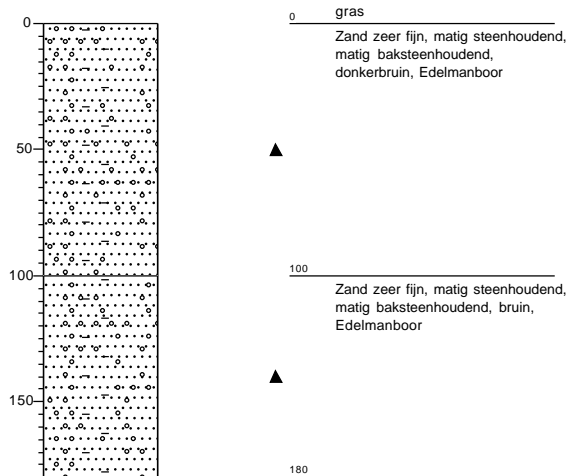 0
0
gras
Zand zeer fijn, matig steenhoudend,
matig baksteenhoudend,
donkerbruin, Edelmanboor
50
100
100
Zand zeer fijn, matig steenhoudend,
matig baksteenhoudend, bruin,
Edelmanboor
150
180